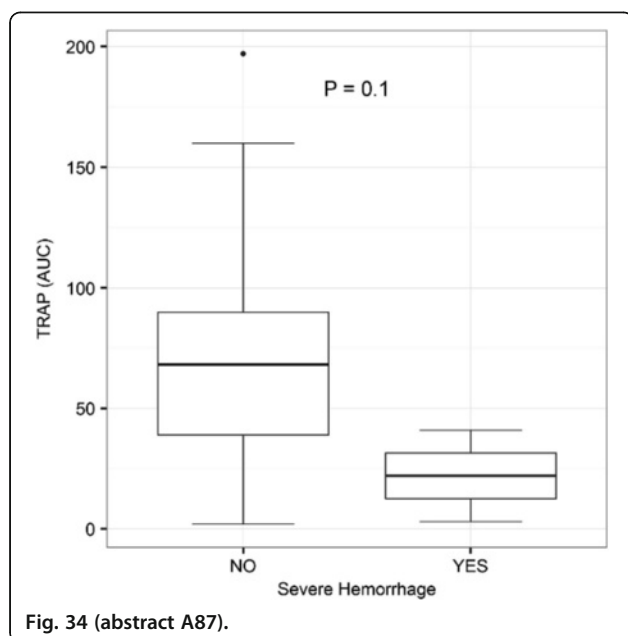 200
P = 0.1
150
TRAP (AUC)
100
50
0
NO YES
Severe Hemorrhage
Fig. 34 (abstract A87).